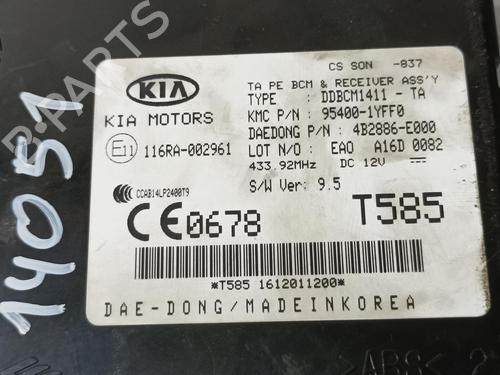 CS SON -837
KIA
TA PE BCM & RECEIVER ASS'Y
TYPE : DDBCM1411 - TA
KIA MOTORS
KMC P/N : 95400-1YFF0
DAEDONG P/N : 4B2886-E000
E11 116RA-002961
LOT N/O : EAO A16D 0082
433.92MHz DC 12V
S/W Ver: 9.5
CCAB14LP2400T9
CE0678
T585
*T585 1612011200*
DAE-DONG/MADEINKOREA
14051
B-Parts
>ABS<